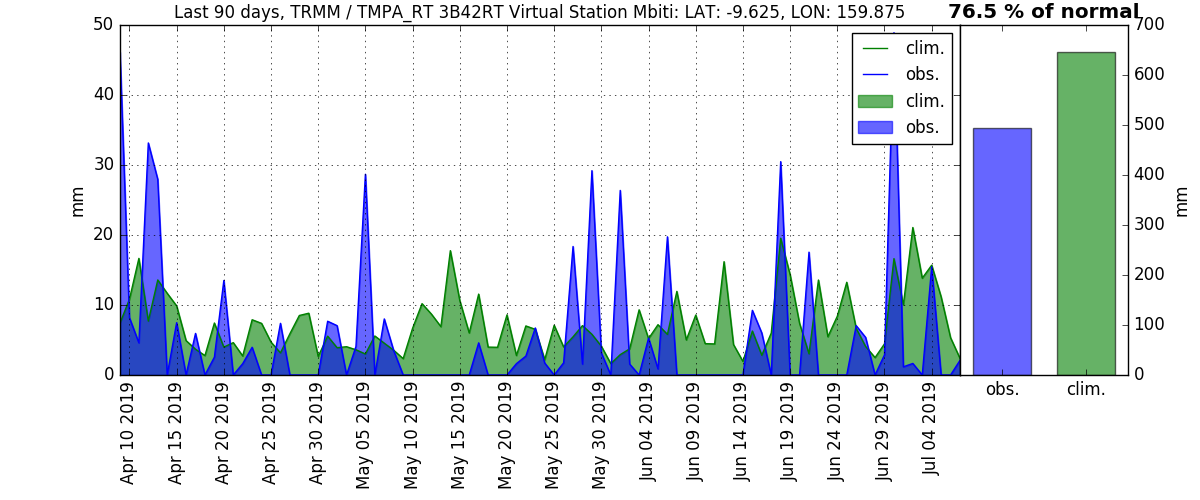 Last 90 days, TRMM / TMPA_RT 3B42RT Virtual Station Mbiti: LAT: -9.625, LON: 159.875
76.5 % of normal
50
40
30
20
10
0
mm
clim.
obs.
clim.
obs.
700
600
500
400
300
200
100
0
mm
obs.
clim.
Apr 10 2019
Apr 15 2019
Apr 20 2019
Apr 25 2019
Apr 30 2019
May 05 2019
May 10 2019
May 15 2019
May 20 2019
May 25 2019
May 30 2019
Jun 04 2019
Jun 09 2019
Jun 14 2019
Jun 19 2019
Jun 24 2019
Jun 29 2019
Jul 04 2019